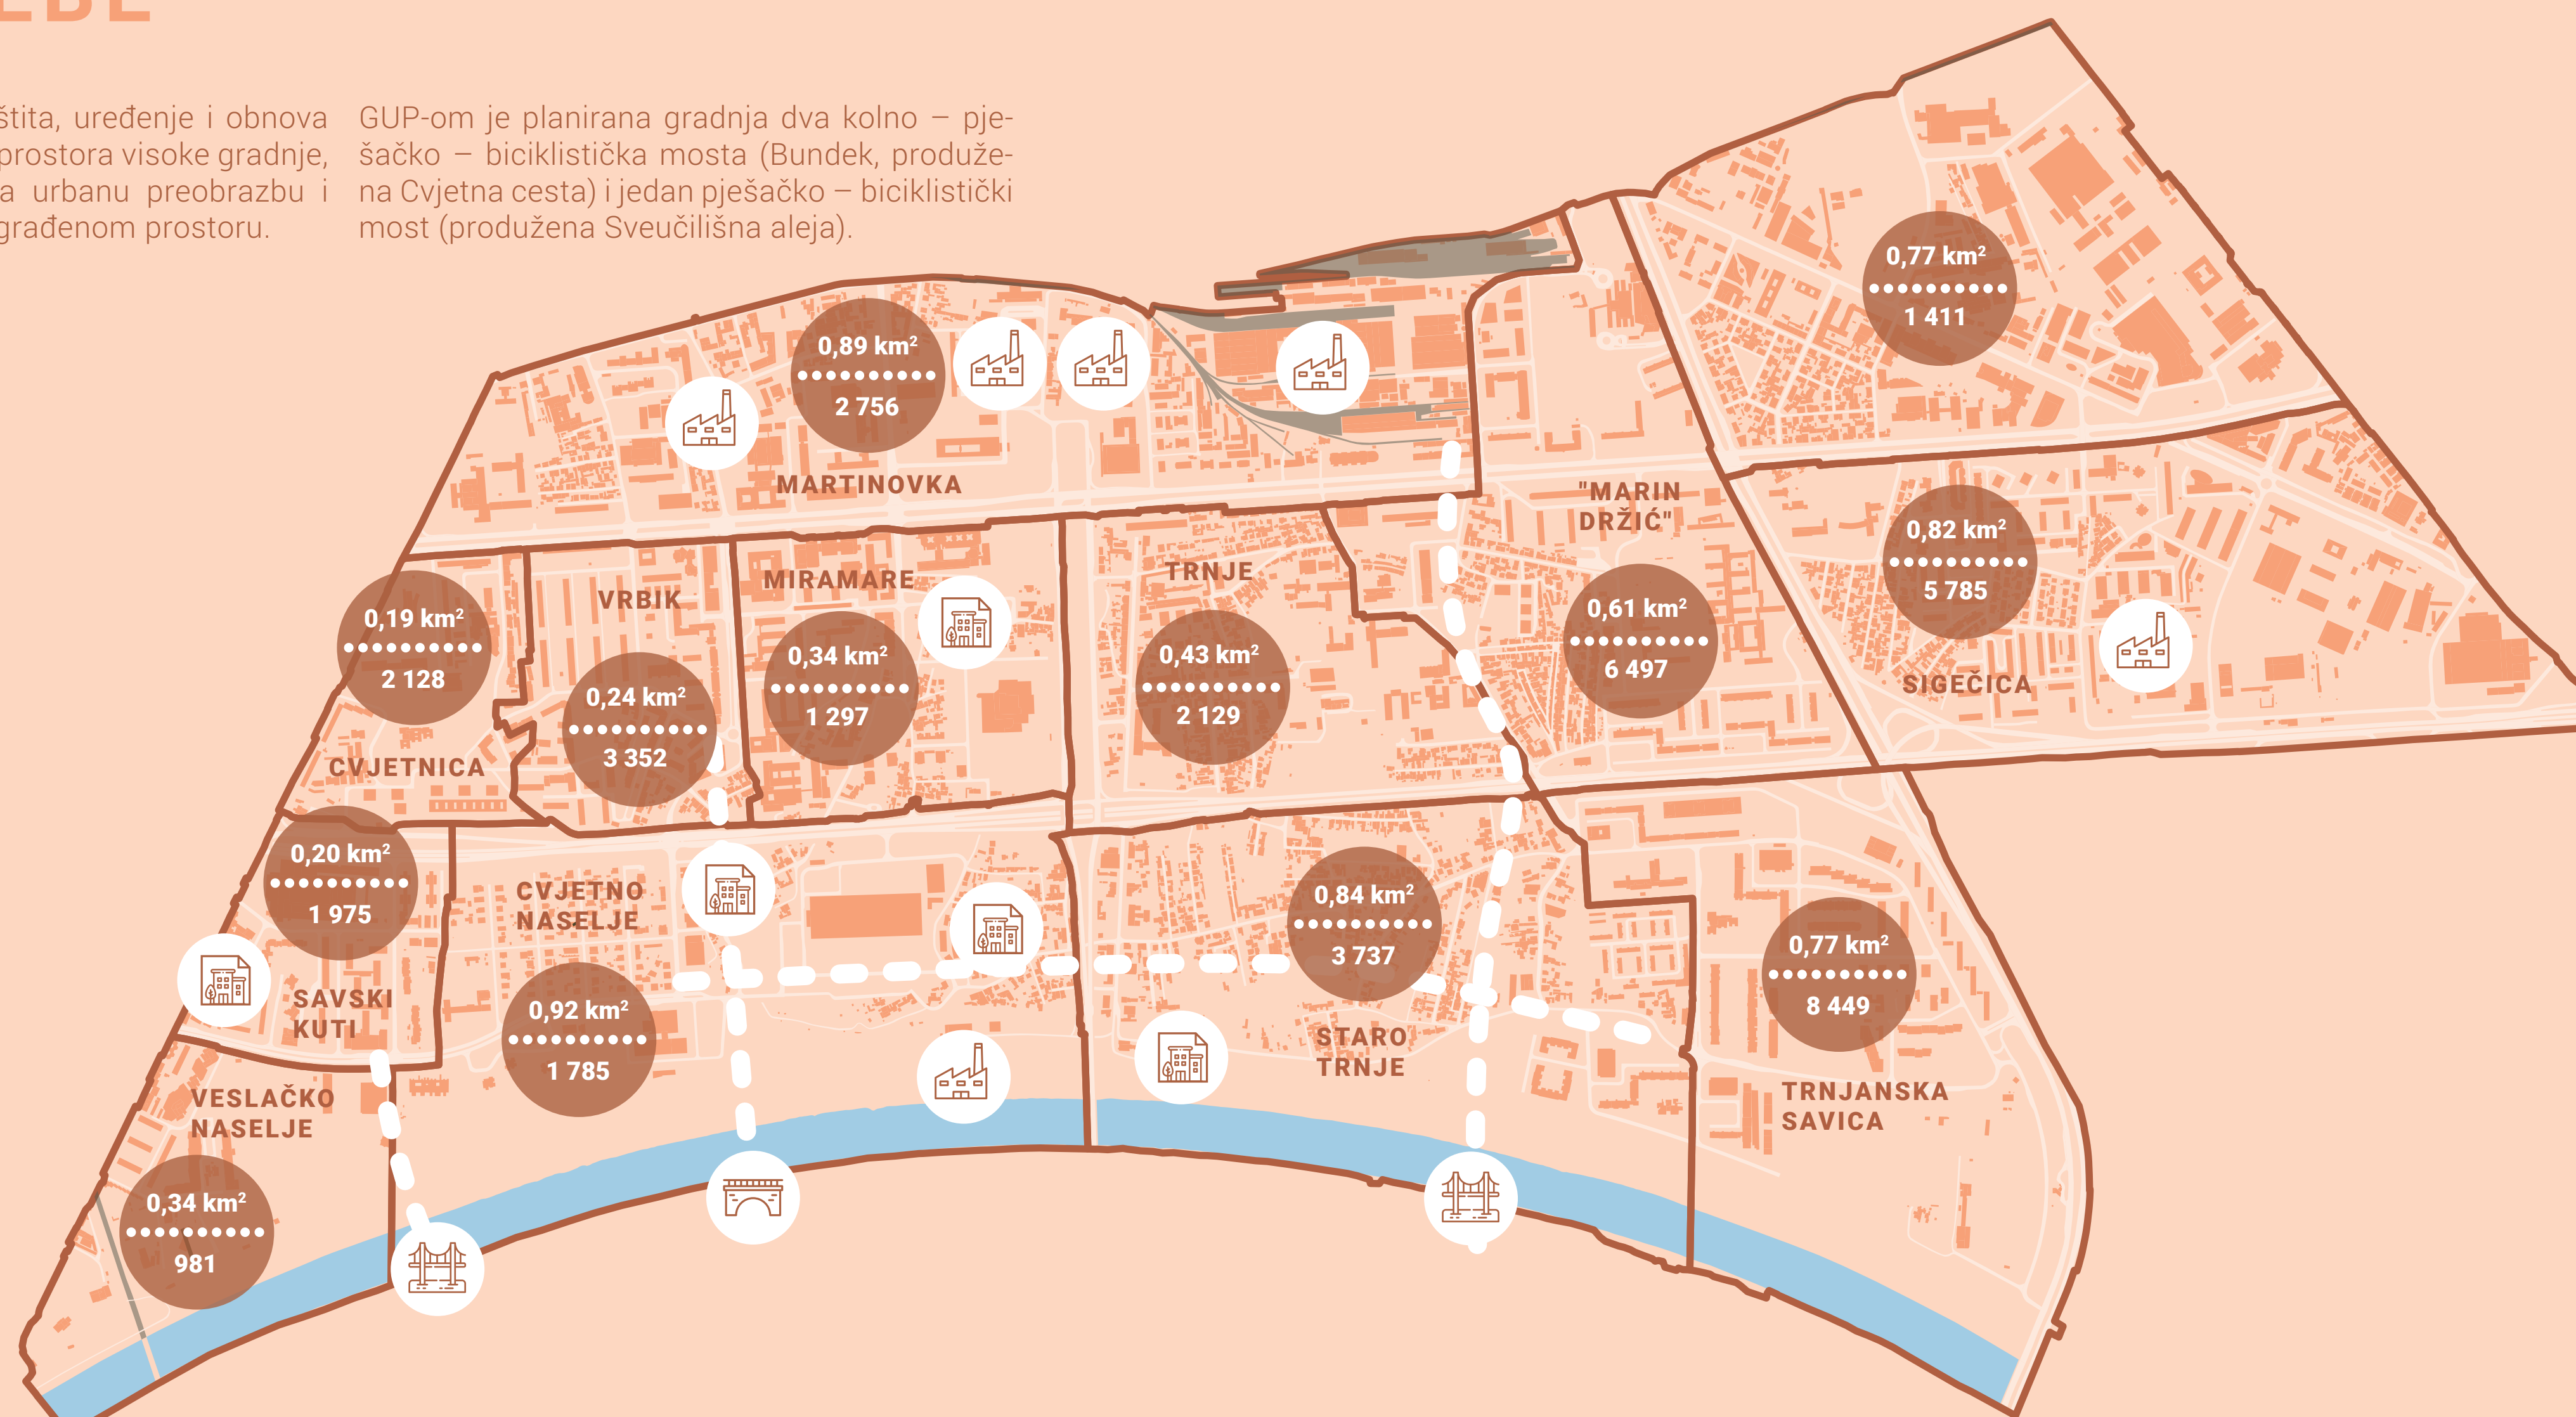 štita, uređenje i obnova
prostora visoke gradnje,
a urbanu preobrazbu i
građenom prostoru.
GUP-om je planirana gradnja dva kolno – pje-
šačko – biciklistička mosta (Bundek, produže-
na Cvjetna cesta) i jedan pješačko – biciklistički
most (produžena Sveučilišna aleja).
0,77 km²
1 411
0,89 km²
2 756
MARTINOVKA
"MARIN
DRŽIĆ"
0,61 km²
6 497
0,82 km²
5 785
SIGEČICA
0,19 km²
2 128
CVJETNICA
VRBIK
0,24 km²
3 352
MIRAMARE
0,34 km²
1 297
TRNJE
0,43 km²
2 129
0,20 km²
1 975
SAVSKI
KUTI
CVJETNO
NASELJE
0,92 km²
1 785
0,84 km²
3 737
STARO
TRNJE
0,77 km²
8 449
TRNJANSKA
SAVICA
VESLAČKO
NASELJE
0,34 km²
981